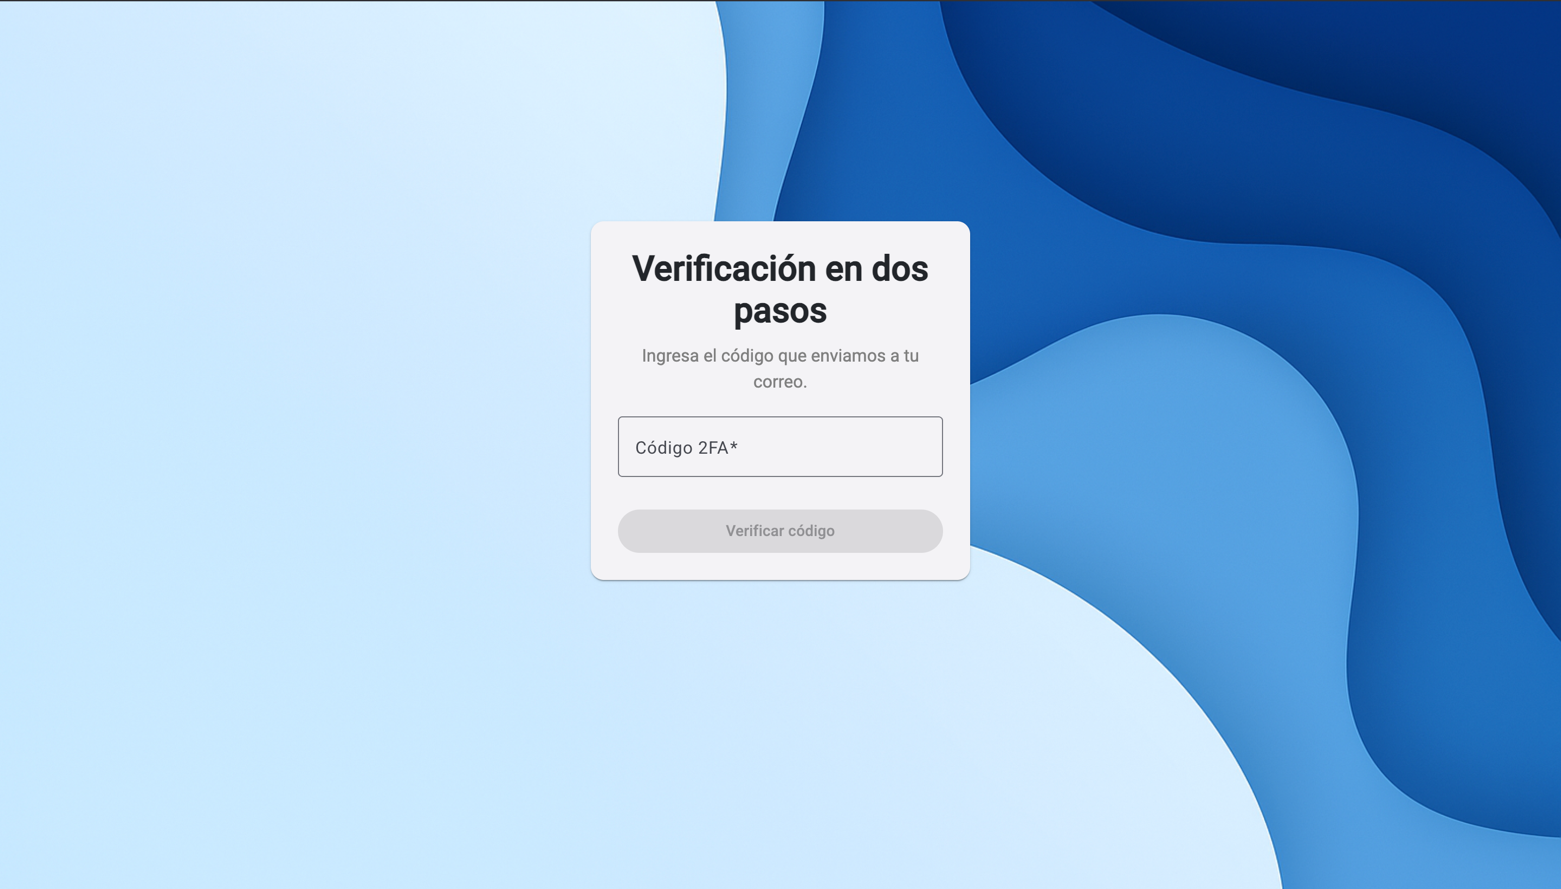 Verificación en dos
pasos
Ingresa el código que enviamos a tu
correo.
Código 2FA*
Verificar código